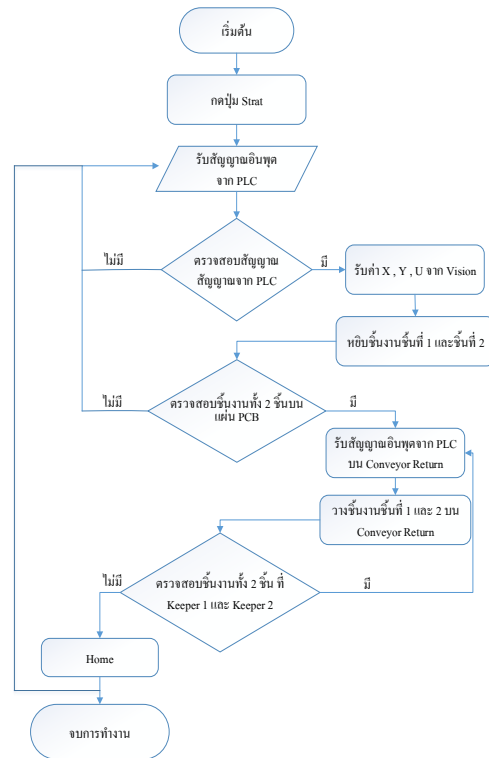 เริ่มต้น
กดปุ่ม Strat
รับสัญญาณอินพุต
จาก PLC
ตรวจสอบสัญญาณ
สัญญาณจาก PLC
ไม่มี
มี
รับค่า X , Y , U จาก Vision
หยิบชิ้นงานชิ้นที่ 1 และชิ้นที่ 2
ตรวจสอบชิ้นงานทั้ง 2 ชิ้นบน
แผ่น PCB
ไม่มี
มี
รับสัญญาณอินพุตจาก PLC
บน Conveyor Return
วางชิ้นงานชิ้นที่ 1 และ 2 บน
Conveyor Return
ตรวจสอบชิ้นงานทั้ง 2 ชิ้น ที่
Keeper 1 และ Keeper 2
ไม่มี
มี
Home
จบการทำงาน